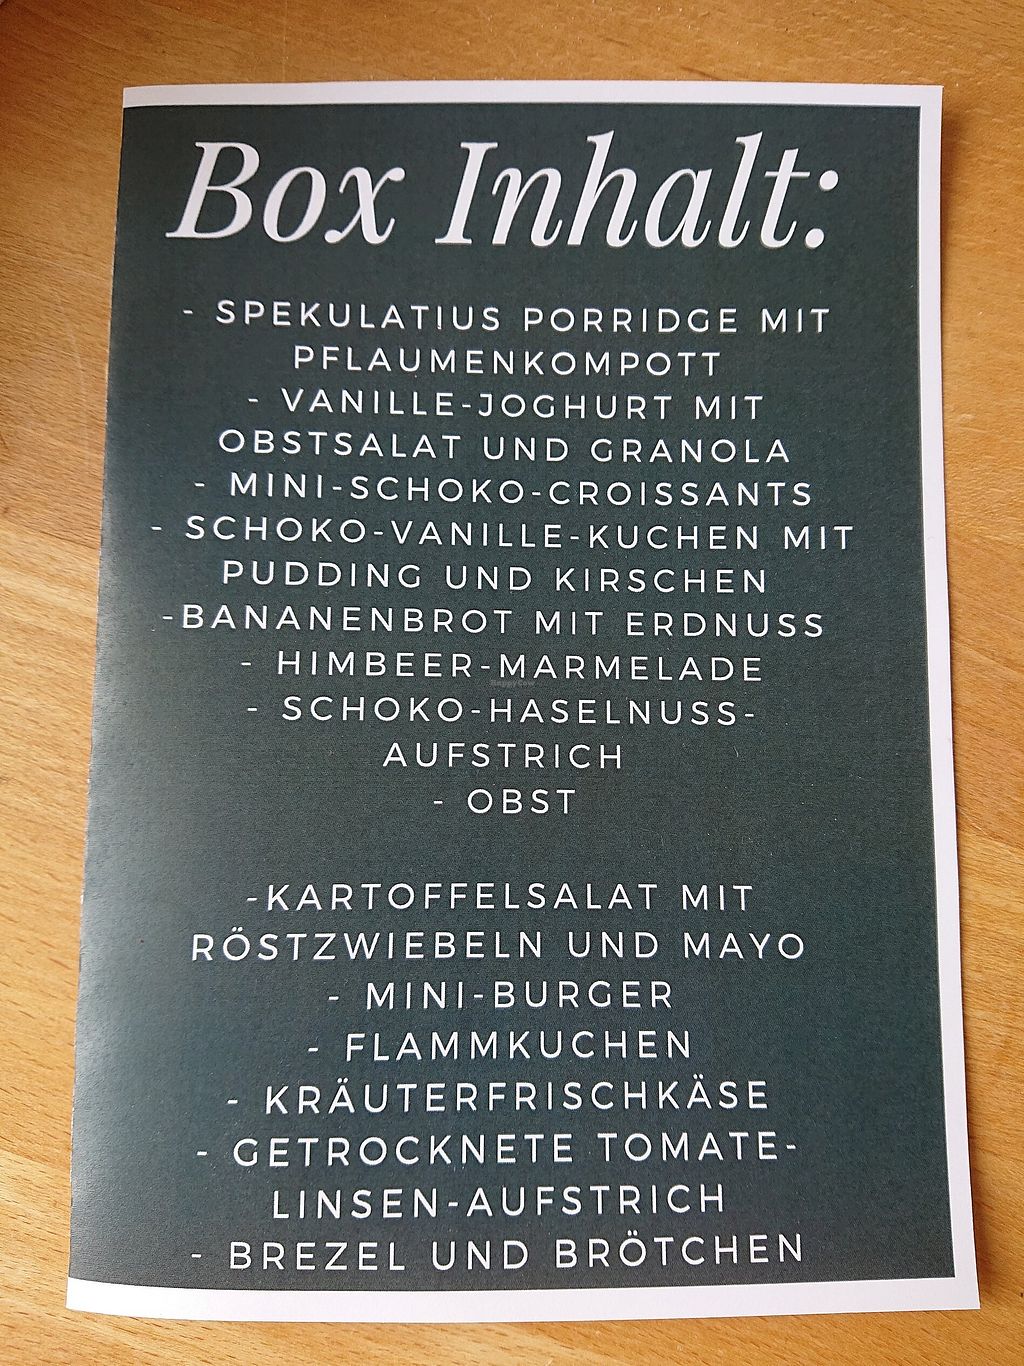 Box Inhalt:
- SPEKULATIUS PORRIDGE MIT
PFLAUMENKOMPOTT
- VANILLE-JOGHURT MIT
OBSTSALAT UND GRANOLA
- MINI-SCHOKO-CROISSANTS
- SCHOKO-VANILLE-KUCHEN MIT
PUDDING UND KIRSCHEN
-BANANENBROT MIT ERDNUSS
- HIMBEER-MARMELADE
- SCHOKO-HASELNUSS-
AUFSTRICH
- OBST
-KARTOFFELSALAT MIT
RÖSTZWIEBELN UND MAYO
- MINI-BURGER
- FLAMMKUCHEN
- KRÄUTERFRISCHKÄSE
- GETROCKNETE TOMATE-
LINSEN-AUFSTRICH
- BREZEL UND BRÖTCHEN